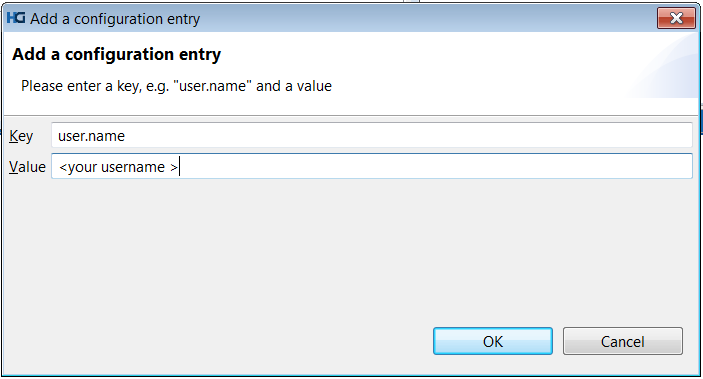 HG Add a configuration entry
Add a configuration entry
Please enter a key, e.g. "user.name" and a value
Key user.name
Value <your username >
OK Cancel